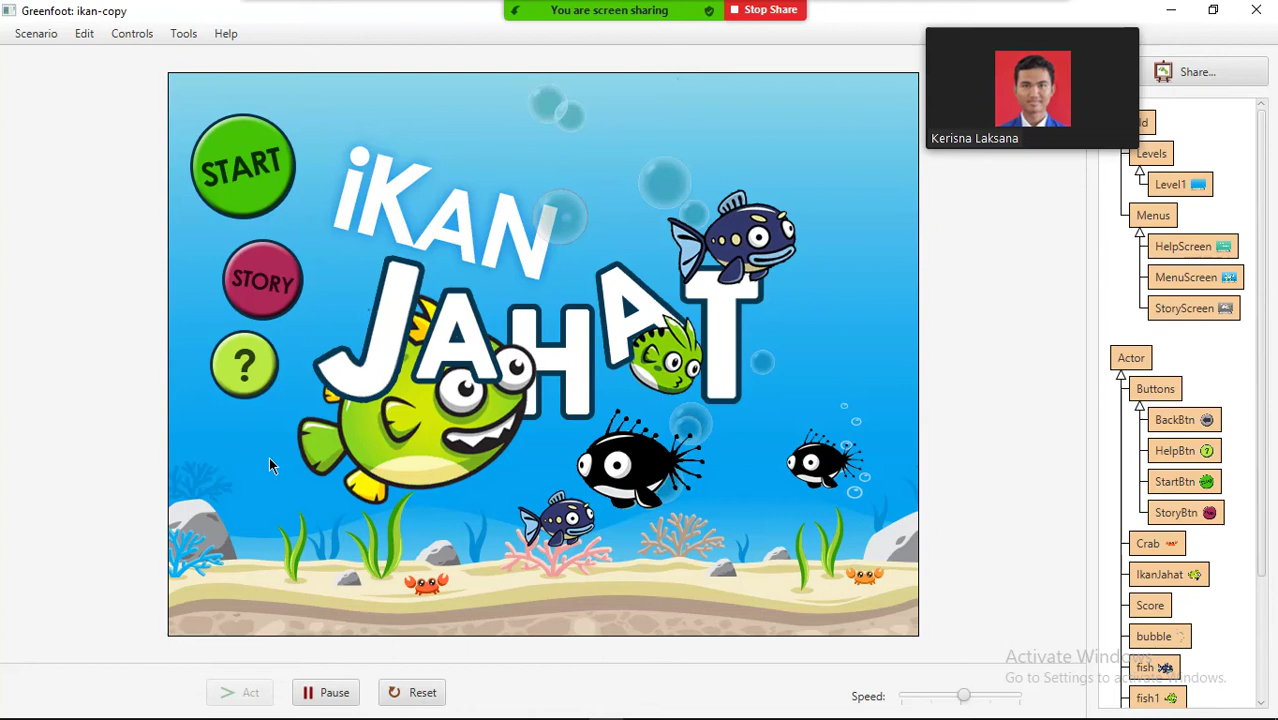 Greenfoot: ikan-copy
You are screen sharing
Stop Share
Scenario Edit Controls Tools Help
Share...
Kerisna Laksana
START
STORY
?
iKAN
JAHAT
Levels
Level1
Menus
HelpScreen
MenuScreen
StoryScreen
Actor
Buttons
BackBtn
HelpBtn
StartBtn
StoryBtn
Crab
IkanJahat
Score
bubble
fish
fish1
Activate Windows
Go to Settings to activate Windows.
Act
Pause
Reset
Speed: